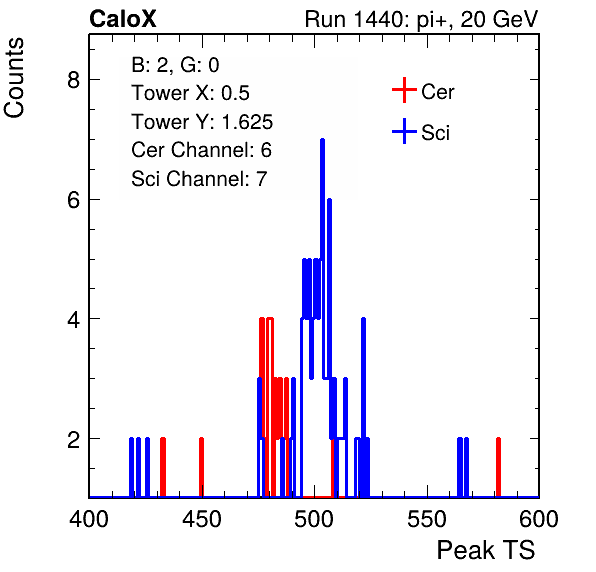 CaloX
Run 1440: pi+, 20 GeV
Counts
B: 2, G: 0
Tower X: 0.5
Tower Y: 1.625
Cer Channel: 6
Sci Channel: 7
Cer
Sci
8
6
4
2
400 450 500 550 600
Peak TS